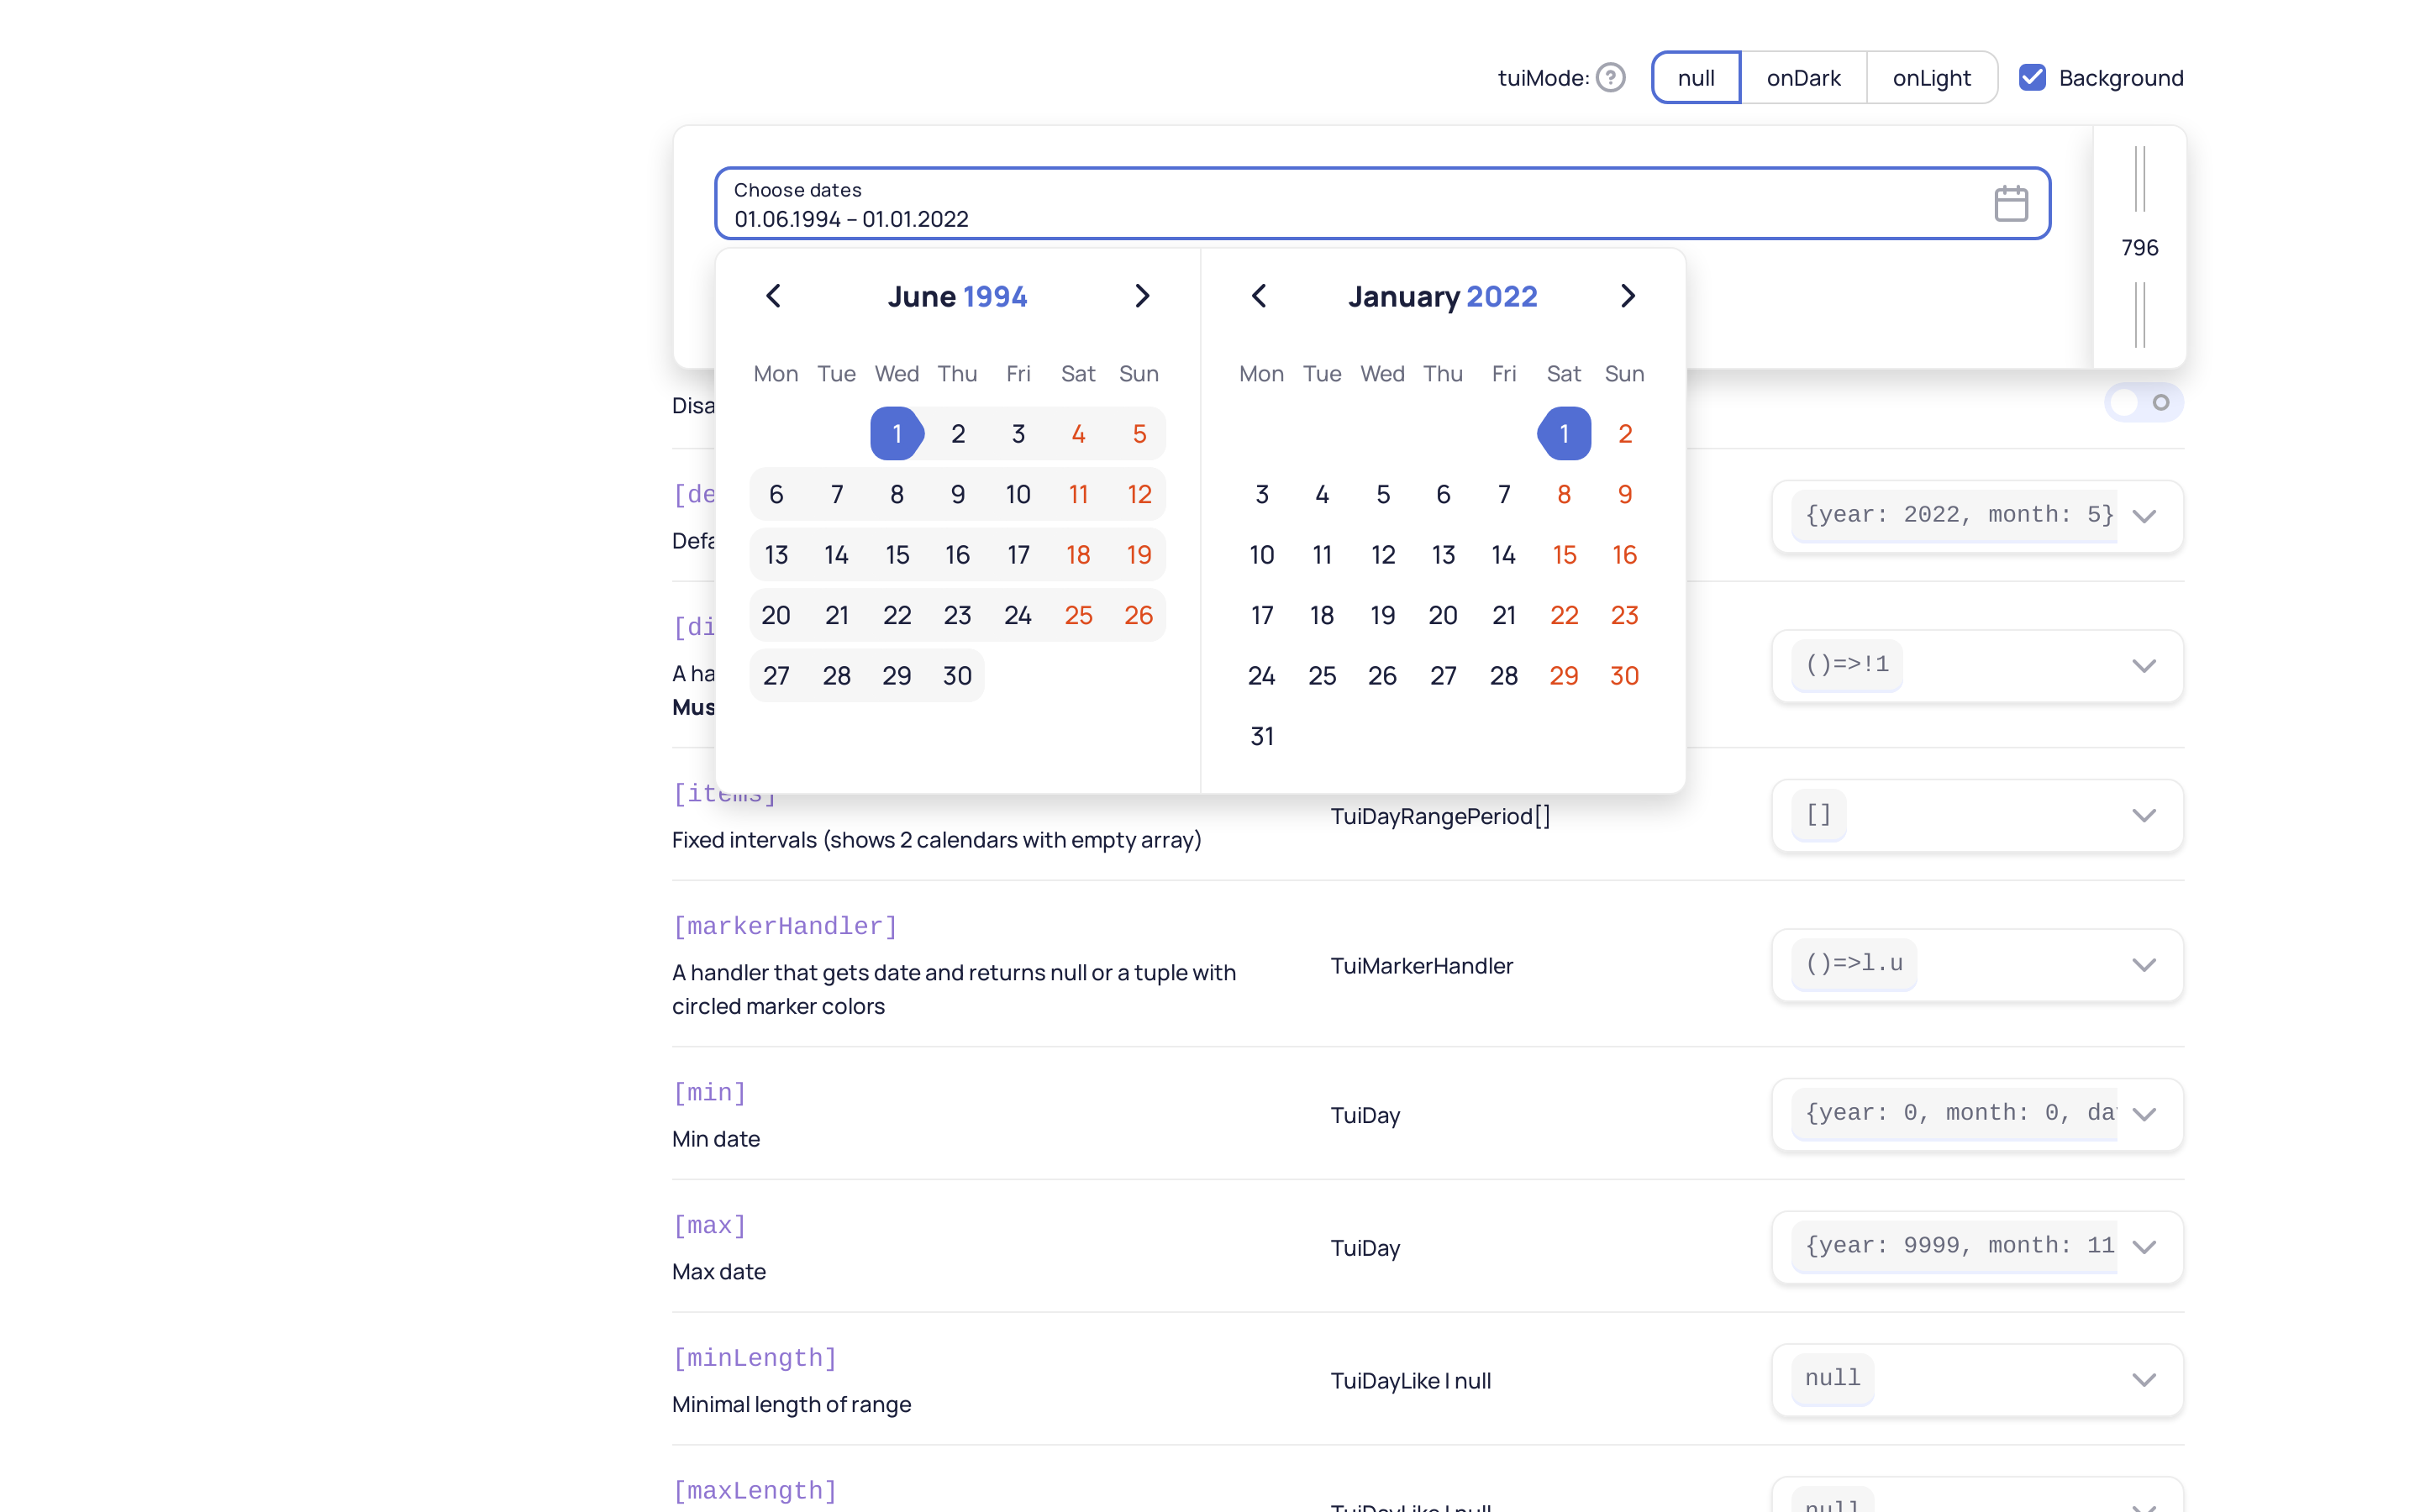 tuiMode: ? null onDark onLight Background
Choose dates
01.06.1994 – 01.01.2022
796
June 1994
Mon Tue Wed Thu Fri Sat Sun
1 2 3 4 5
6 7 8 9 10 11 12
13 14 15 16 17 18 19
20 21 22 23 24 25 26
27 28 29 30
January 2022
Mon Tue Wed Thu Fri Sat Sun
1 2
3 4 5 6 7 8 9
10 11 12 13 14 15 16
17 18 19 20 21 22 23
24 25 26 27 28 29 30
31
Disa
[de
Defa
{year: 2022, month: 5}
[di
A ha
Mus
()=>!1
[items]
Fixed intervals (shows 2 calendars with empty array)
TuiDayRangePeriod[]
[]
[markerHandler]
A handler that gets date and returns null or a tuple with
circled marker colors
TuiMarkerHandler
()=>l.u
[min]
Min date
TuiDay
{year: 0, month: 0, da
[max]
Max date
TuiDay
{year: 9999, month: 11
[minLength]
Minimal length of range
TuiDayLike | null
null
[maxLength]
TuiDayLike | null
null